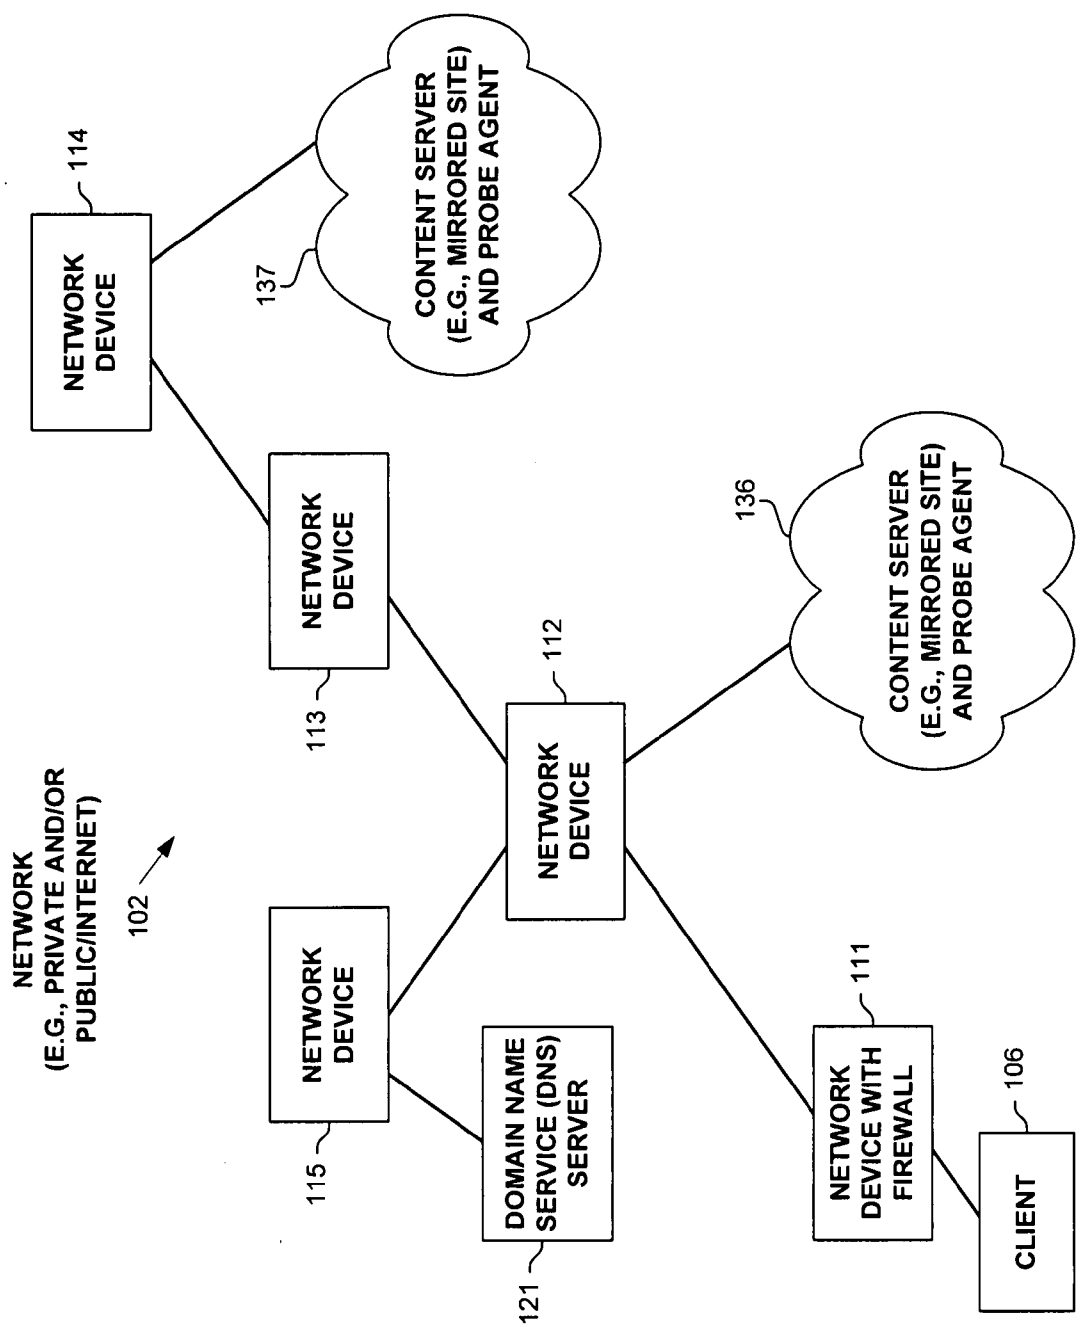 NETWORK
(E.G., PRIVATE AND/OR
PUBLIC/INTERNET)
102
NETWORK
DEVICE
114
CONTENT SERVER
(E.G., MIRRORED SITE)
AND PROBE AGENT
137
NETWORK
DEVICE
113
NETWORK
DEVICE
115
DOMAIN NAME
SERVICE (DNS)
SERVER
121
NETWORK
DEVICE
112
CONTENT SERVER
(E.G., MIRRORED SITE)
AND PROBE AGENT
136
NETWORK
DEVICE WITH
FIREWALL
111
CLIENT
106